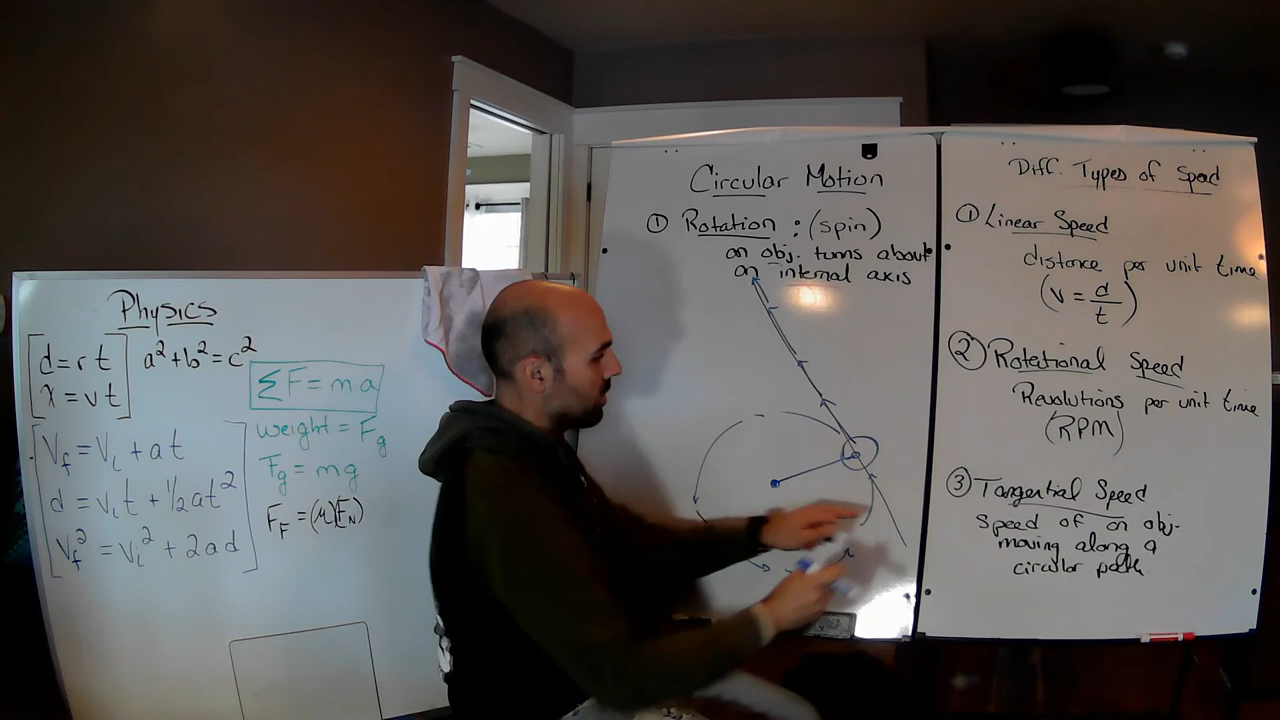 Physics
d = r t
x = v t
a² + b² = c²
V_f = V_i + a t
d = v_i t + 1/2 a t²
V_f² = V_i² + 2 a d
ΣF = m a
weight = F_g
F_g = m g
F_F = (μ)(F_N)
Circular Motion
① Rotation : (spin)
an obj. turns about
an internal axis
Diff. Types of Speed
① Linear Speed
distance per unit time
(V = d/t)
② Rotational Speed
Revolutions per unit time
(RPM)
③ Tangential Speed
Speed of an obj.
moving along a
circular path.